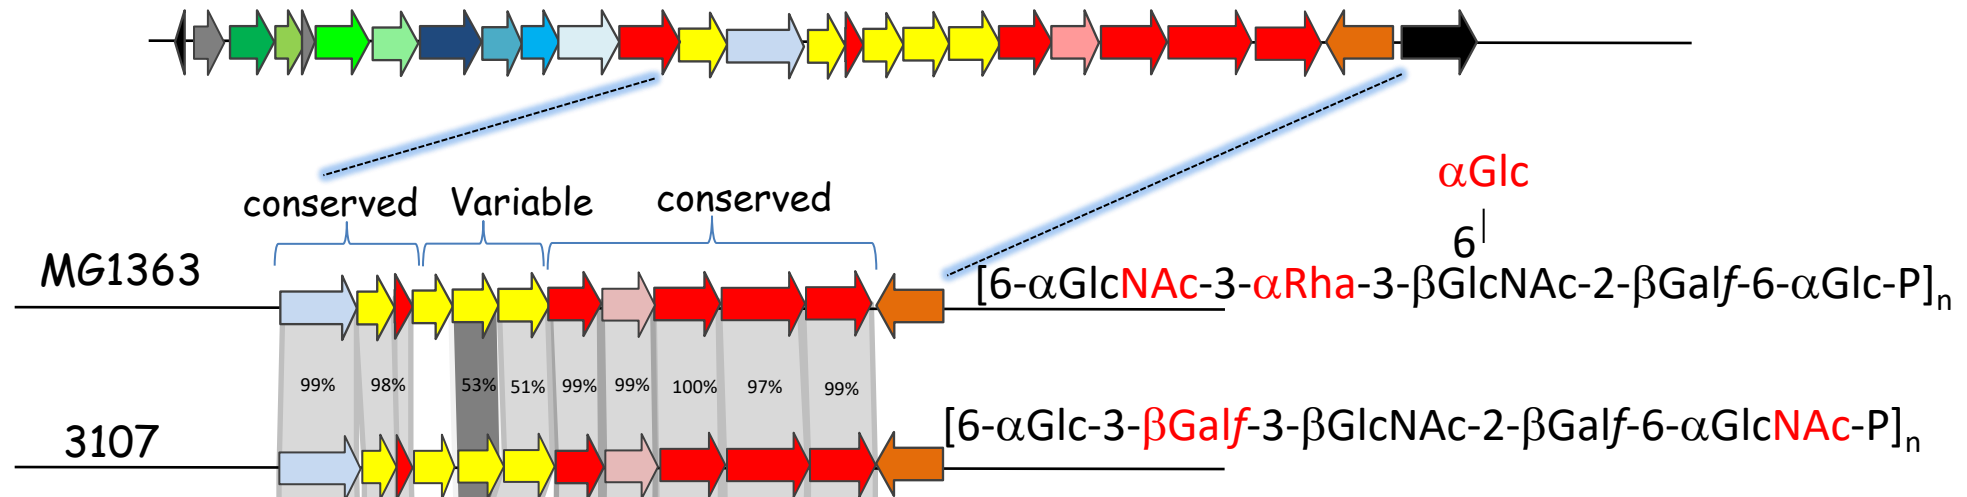 αGlc
conserved Variable conserved
6|
MG1363
[6-αGlcNAc-3-αRha-3-βGlcNAc-2-βGalf-6-αGlc-P]n
99% 98% 53% 51% 99% 99% 100% 97% 99%
3107
[6-αGlc-3-βGalf-3-βGlcNAc-2-βGalf-6-αGlcNAc-P]n